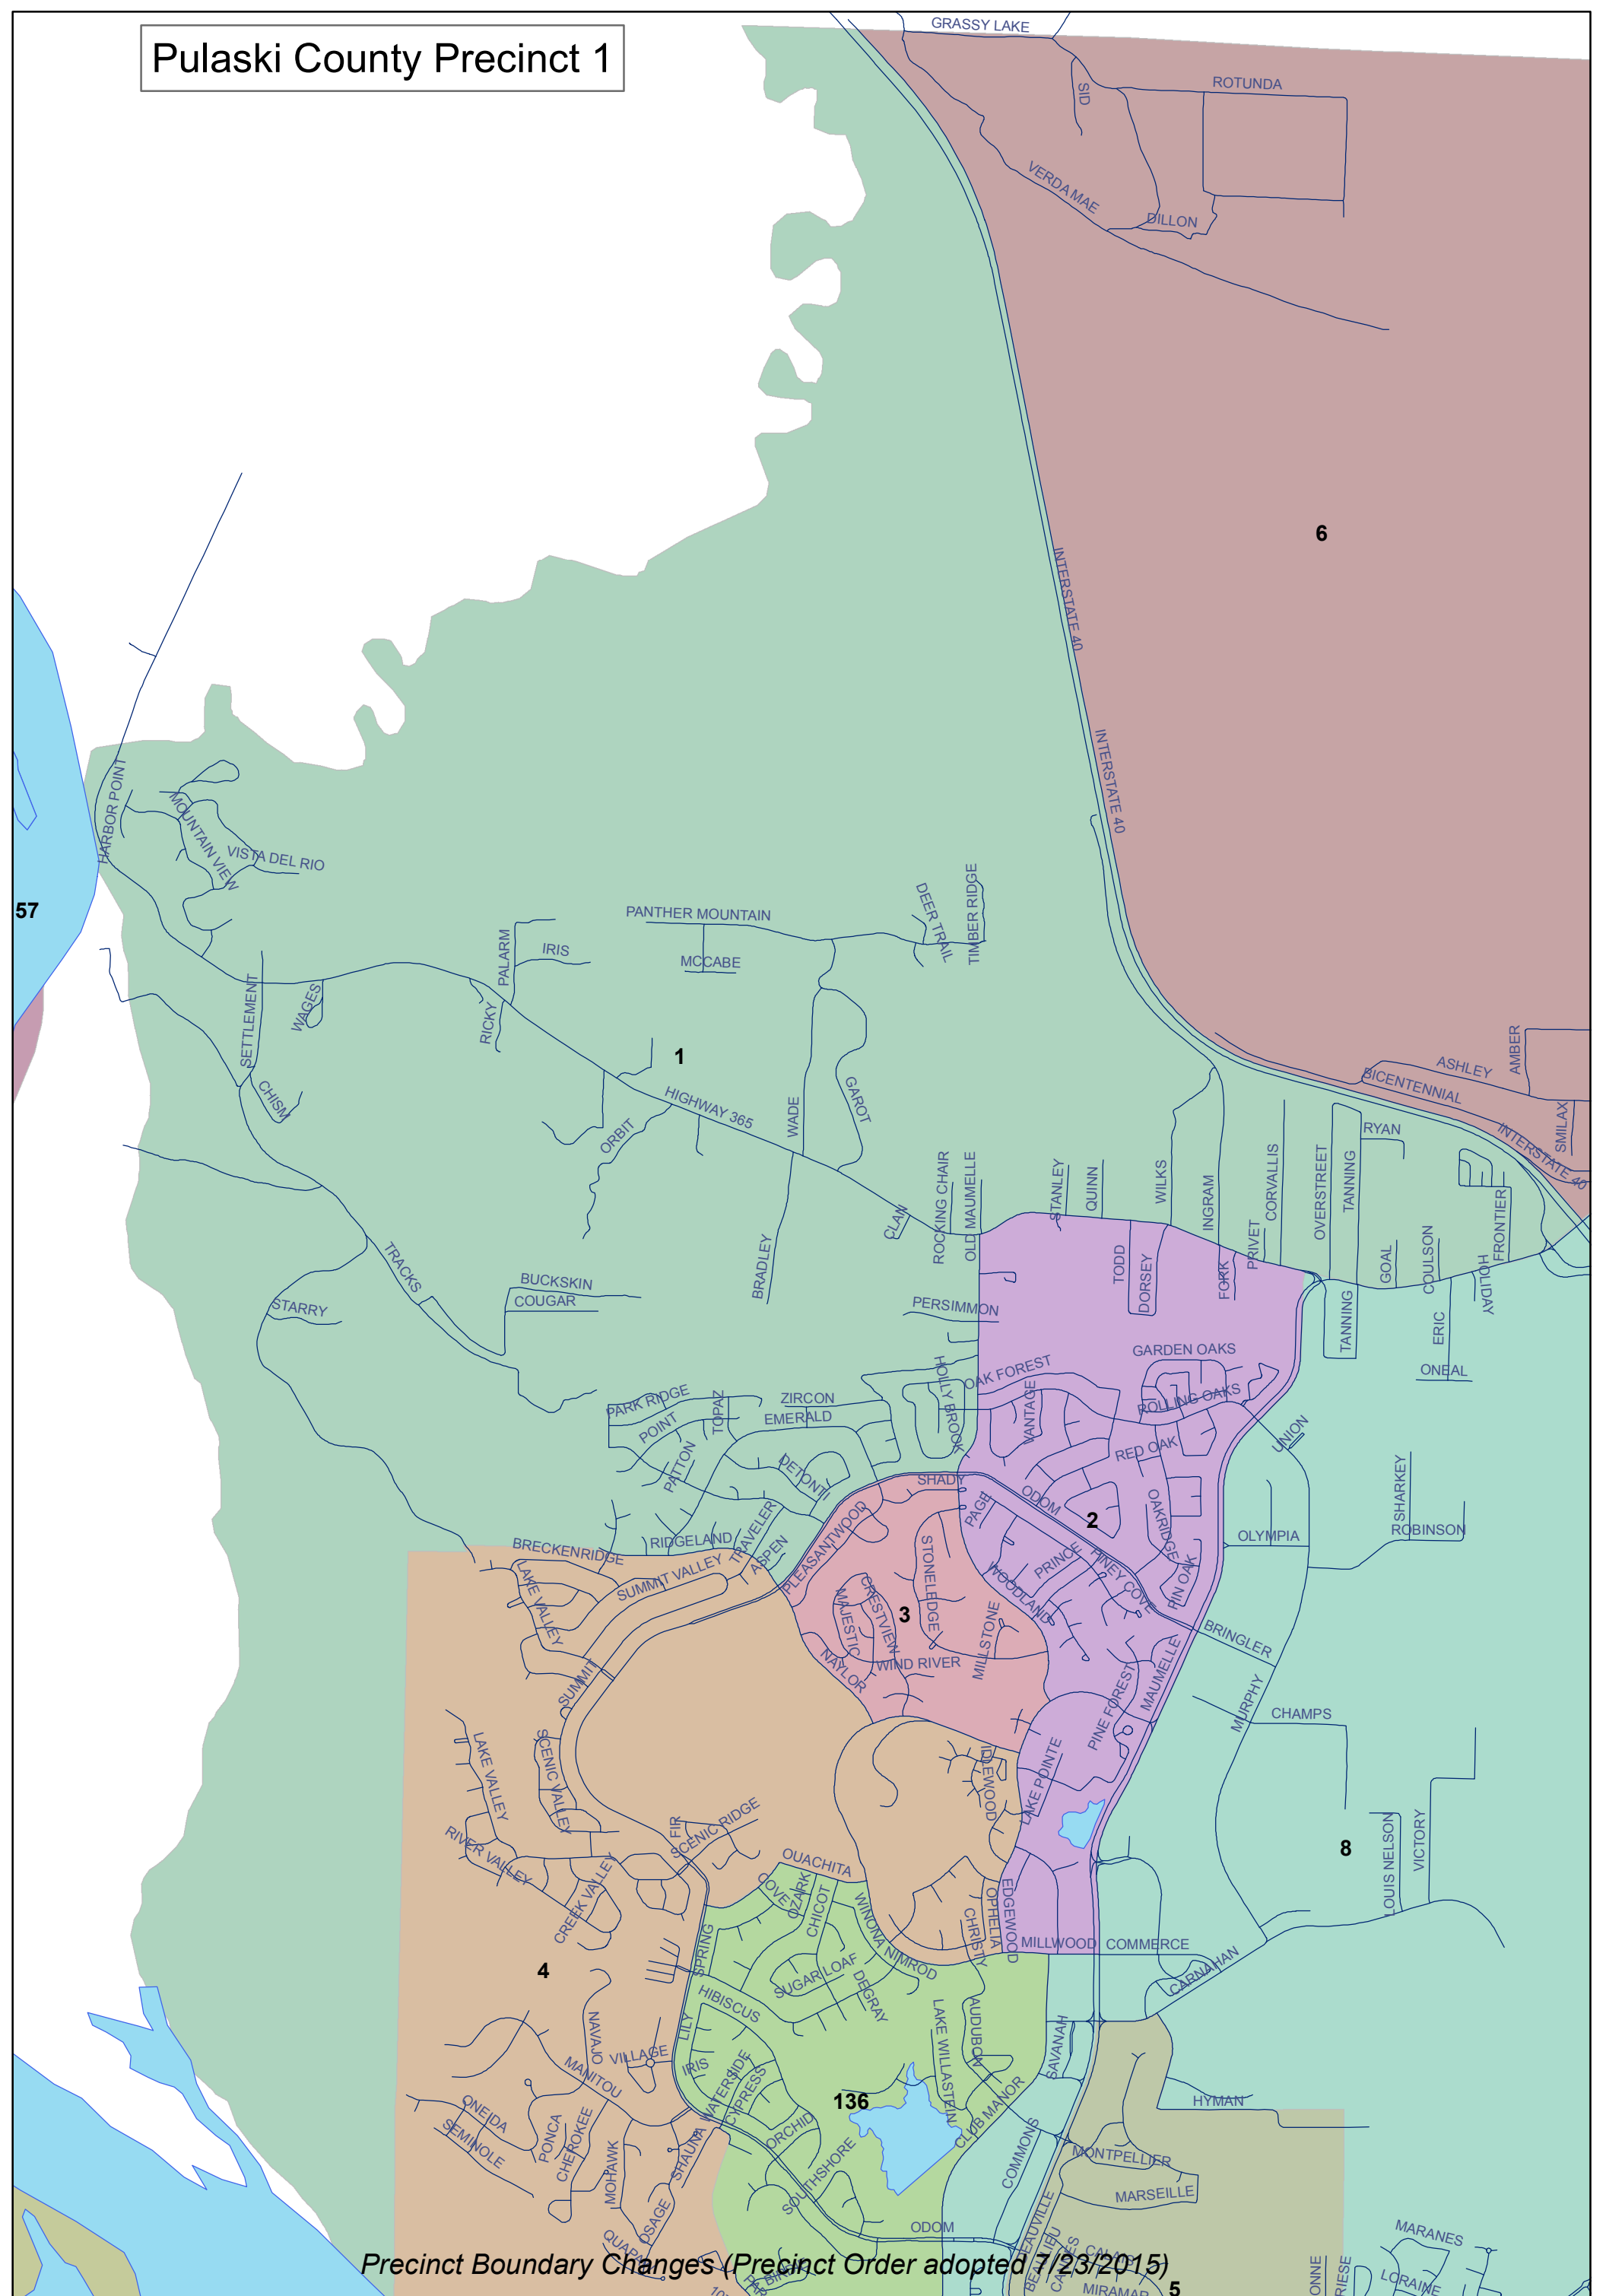 Pulaski County Precinct 1
GRASSY LAKE
SID
ROTUNDA
VERDA MAE
DILLON
6
INTERSTATE 40
INTERSTATE 40
HARBOR POINT
MOUNTAIN VIEW
VISTA DEL RIO
57
PANTHER MOUNTAIN
DEER TRAIL
TIMBER RIDGE
PALARM
IRIS
MCCABE
SETTLEMENT
WAGES
RICKY
1
CHISM
ORBIT
HIGHWAY 365
WADE
GAROT
AMBER
ASHLEY
BICENTENNIAL
SMILAX
INTERSTATE 40
RYAN
ROCKING CHAIR
OLD MAUMELLE
STANLEY
QUINN
WILKS
INGRAM
CORVALLIS
OVERSTREET
TANNING
CLAN
PRIVET
FRONTIER
BRADLEY
TODD
DORSEY
FORK
GOAL
COULSON
HOLIDAY
TRACKS
BUCKSKIN
COUGAR
STARRY
PERSIMMON
TANNING
ERIC
GARDEN OAKS
ONEAL
HOLLY BROOK
OAK FOREST
VANTAGE
ROLLING OAKS
PARK RIDGE
TOPAZ
ZIRCON
POINT
EMERALD
UNION
RED OAK
PATTON
DETONTI
SHADY
SHARKEY
PAGE
ODOM
2
OAKRIDGE
OLYMPIA
ROBINSON
PLEASANTWOOD
TRAVELER
RIDGELAND
BRECKENRIDGE
ASPEN
STONELEDGE
PRINCE
PINEY COVE
WOODLAND
PIN OAK
SUMMIT VALLEY
LAKE VALLEY
CRESTVIEW
MAJESTIC
3
MILLSTONE
BRINGLER
NAYLOR
WIND RIVER
MAUMELLE
PINE FOREST
SUMMIT
MURPHY
CHAMPS
LAKE VALLEY
SCENIC VALLEY
IDLEWOOD
LAKE POINTE
FIR
SCENIC RIDGE
8
LOUIS NELSON
VICTORY
RIVER VALLEY
OUACHITA
COVE
OZARK
CHICOT
CREEK VALLEY
WINONA
CHRISTY
OPHELIA
EDGEWOOD
MILLWOOD
COMMERCE
SPRING
NIMROD
4
SUGAR LOAF
DEGRAY
CARNAHAN
HIBISCUS
LILY
NAVAJO
VILLAGE
LAKE WILLASTEIN
AUDUBON
SAVANAH
MANITOU
IRIS
WATERSIDE
CYPRESS
136
HYMAN
ONEIDA
SEMINOLE
PONCA
CHEROKEE
MOHAWK
SHAUNA
ORCHID
CLUB MANOR
COMMONS
MONTPELLIER
SOUTHSHORE
MARSEILLE
OSAGE
QUAPAW
ODOM
BEAUVILLE
BEAULIEU
CANNES
CALAIS
MARANES
Precinct Boundary Changes (Precinct Order adopted 7/23/2015)
MIRAMAR
5
LORAINE